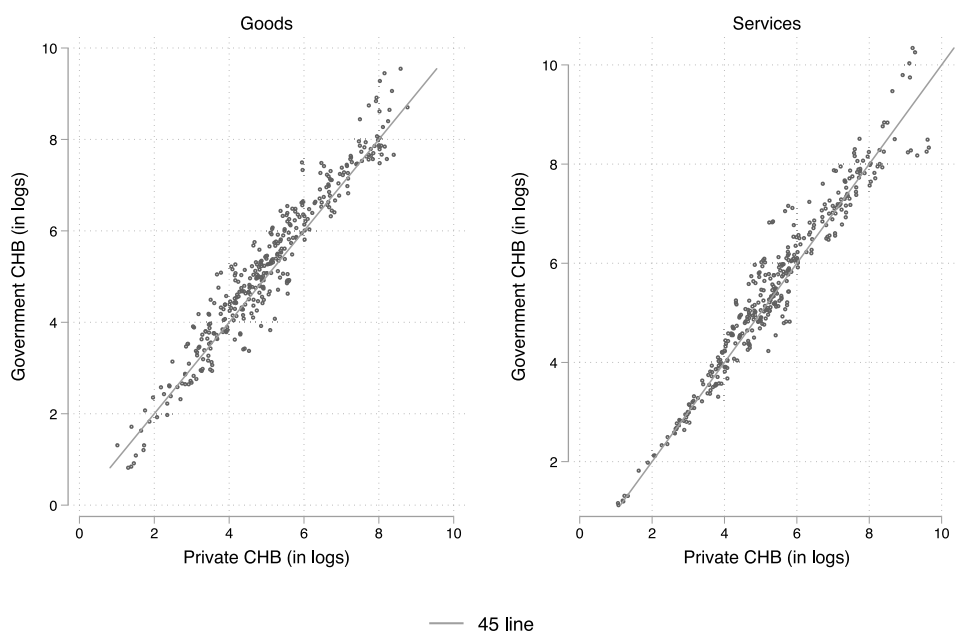 Goods
Government CHB (in logs)
10
8
6
4
2
0
0 2 4 6 8 10
Private CHB (in logs)
Services
Government CHB (in logs)
10
8
6
4
2
0 2 4 6 8 10
Private CHB (in logs)
45 line